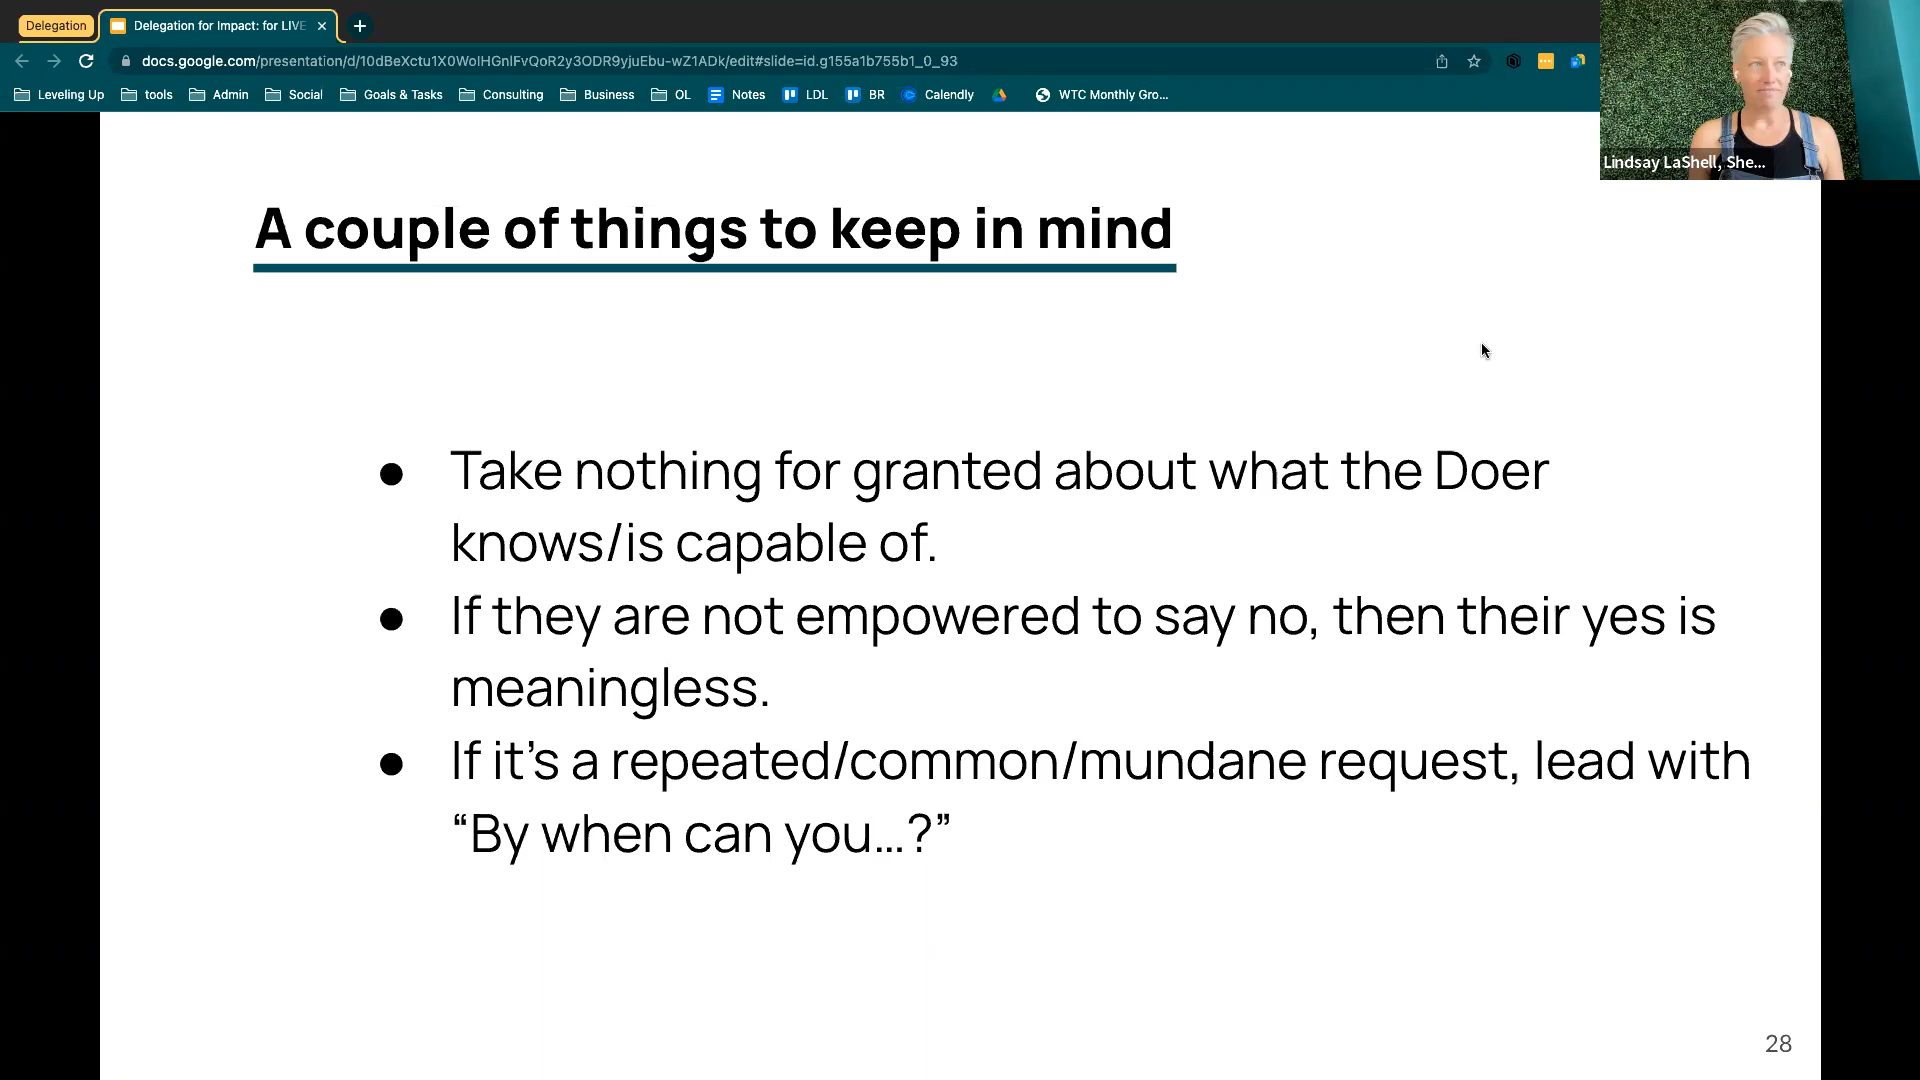 Delegation
Delegation for Impact: for LIVE
docs.google.com/presentation/d/10dBeXctu1X0WolHGnlFvQoR2y3ODR9yjuEbu-wZ1ADk/edit#slide=id.g155a1b755b1_0_93
Leveling Up tools Admin Social Goals & Tasks Consulting Business OL Notes LDL BR Calendly WTC Monthly Gro...
Lindsay LaShell, She...
A couple of things to keep in mind
● Take nothing for granted about what the Doer
knows/is capable of.
● If they are not empowered to say no, then their yes is
meaningless.
● If it’s a repeated/common/mundane request, lead with
“By when can you…?”
28